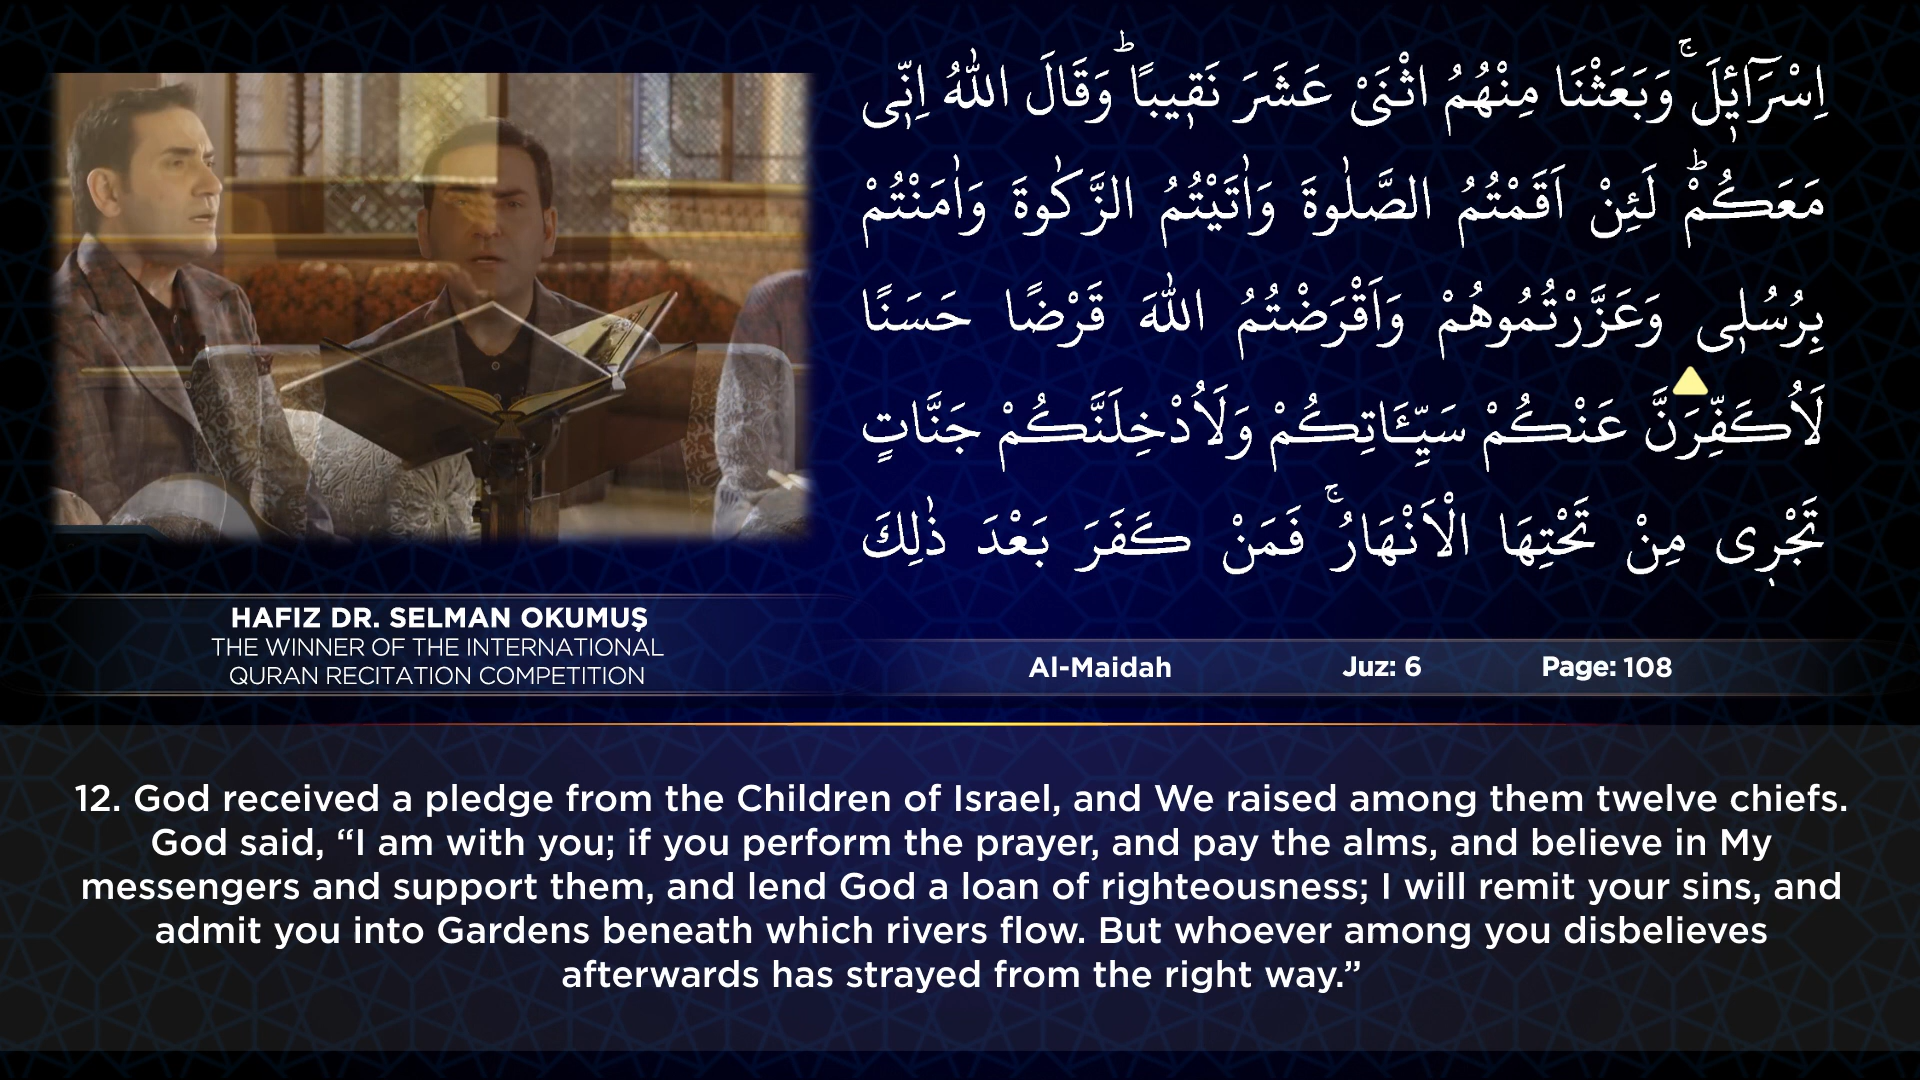 اِسْرَٓائ۪لَۚ وَبَعَثْنَا مِنْهُمُ اثْنَيْ عَشَرَ نَق۪يباًۜ وَقَالَ اللّٰهُ اِنّ۪ي
مَعَكُمْۜ لَئِنْ اَقَمْتُمُ الصَّلٰوةَ وَاٰتَيْتُمُ الزَّكٰوةَ وَاٰمَنْتُمْ
بِرُسُل۪ي وَعَزَّرْتُمُوهُمْ وَاَقْرَضْتُمُ اللّٰهَ قَرْضًا حَسَنًا
لَاُكَفِّرَنَّ عَنْكُمْ سَيِّـَٔاتِكُمْ وَلَاُدْخِلَنَّكُمْ جَنَّاتٍ
تَجْر۪ي مِنْ تَحْتِهَا الْاَنْهَارُۚ فَمَنْ كَفَرَ بَعْدَ ذٰلِكَ
HAFIZ DR. SELMAN OKUMUŞ
THE WINNER OF THE INTERNATIONAL
QURAN RECITATION COMPETITION
Al-Maidah Juz: 6 Page: 108
12. God received a pledge from the Children of Israel, and We raised among them twelve chiefs.
God said, “I am with you; if you perform the prayer, and pay the alms, and believe in My
messengers and support them, and lend God a loan of righteousness; I will remit your sins, and
admit you into Gardens beneath which rivers flow. But whoever among you disbelieves
afterwards has strayed from the right way.”